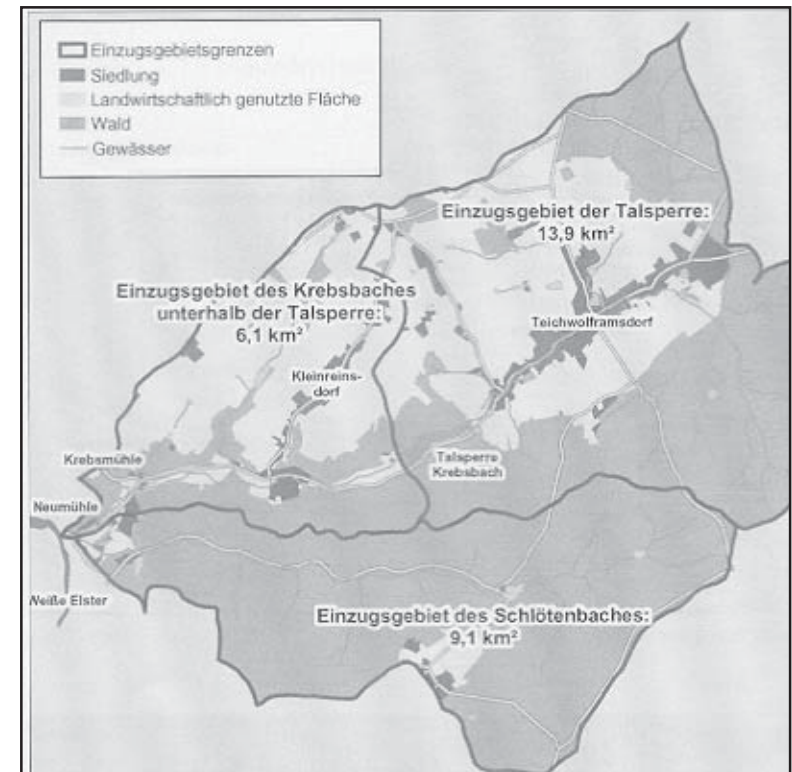 Einzugsgebietsgrenzen
Siedlung
Landwirtschaftlich genutzte Fläche
Wald
Gewässer
Einzugsgebiet der Talsperre:
13,9 km²
Einzugsgebiet des Krebsbaches
unterhalb der Talsperre:
6,1 km²
Teichwolframsdorf
Kleinreins-
dorf
Krebsmühle
Talsperre
Krebsbach
Neumühle
Weiße Elster
Einzugsgebiet des Schlötenbaches:
9,1 km²